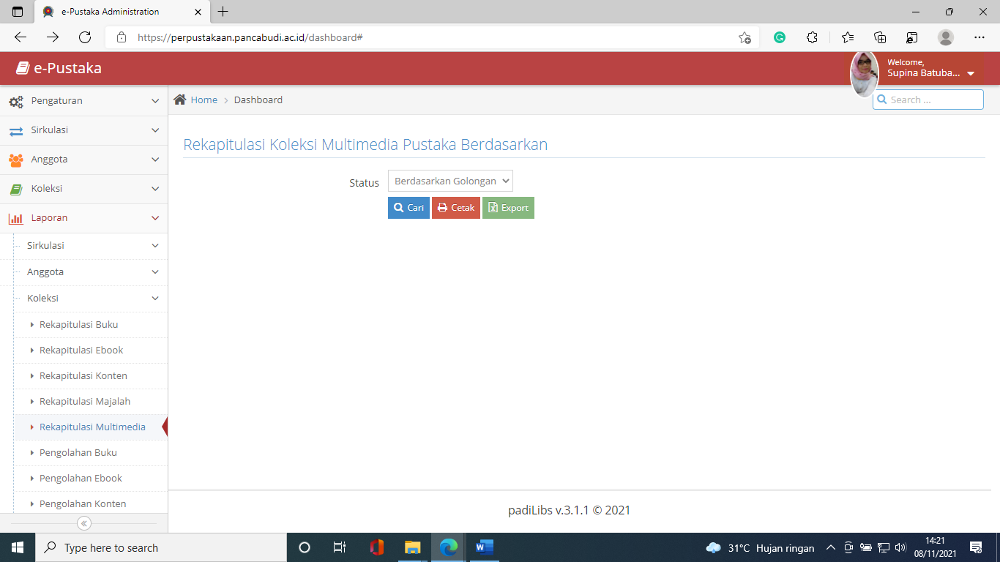 e-Pustaka Administration
https://perpustakaan.pancabudi.ac.id/dashboard#
e-Pustaka
Welcome,
Supina Batuba...
Pengaturan
Sirkulasi
Anggota
Koleksi
Laporan
Sirkulasi
Anggota
Koleksi
Rekapitulasi Buku
Rekapitulasi Ebook
Rekapitulasi Konten
Rekapitulasi Majalah
Rekapitulasi Multimedia
Pengolahan Buku
Pengolahan Ebook
Pengolahan Konten
Home > Dashboard
Search ...
Rekapitulasi Koleksi Multimedia Pustaka Berdasarkan
Status Berdasarkan Golongan
Cari Cetak Export
padiLibs v.3.1.1 © 2021
Type here to search
31°C Hujan ringan
14:21
08/11/2021